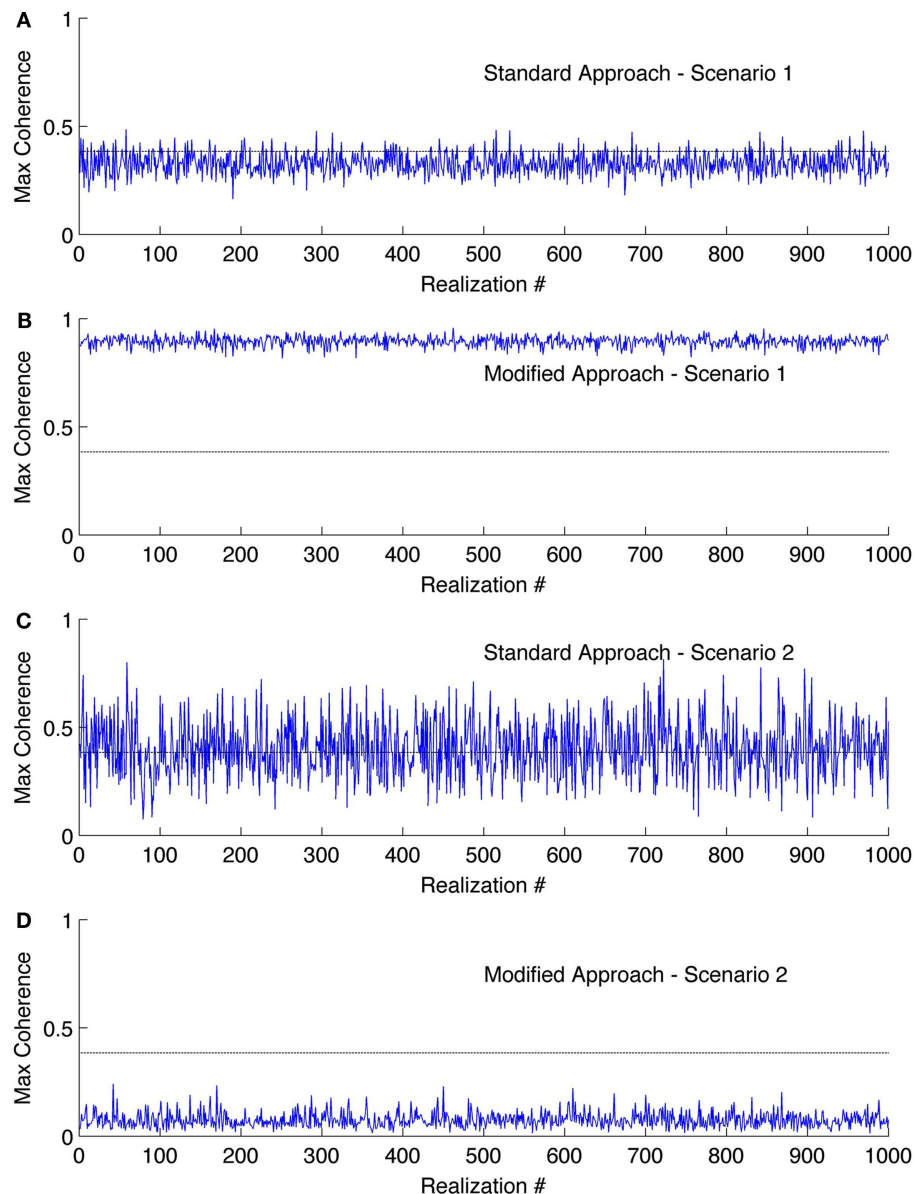 A
1
Standard Approach - Scenario 1
0.5
0
Max Coherence
0 100 200 300 400 500 600 700 800 900 1000
Realization #
B
1
Modified Approach - Scenario 1
0.5
0
Max Coherence
0 100 200 300 400 500 600 700 800 900 1000
Realization #
C
1
Standard Approach - Scenario 2
0.5
0
Max Coherence
0 100 200 300 400 500 600 700 800 900 1000
Realization #
D
1
Modified Approach - Scenario 2
0.5
0
Max Coherence
0 100 200 300 400 500 600 700 800 900 1000
Realization #